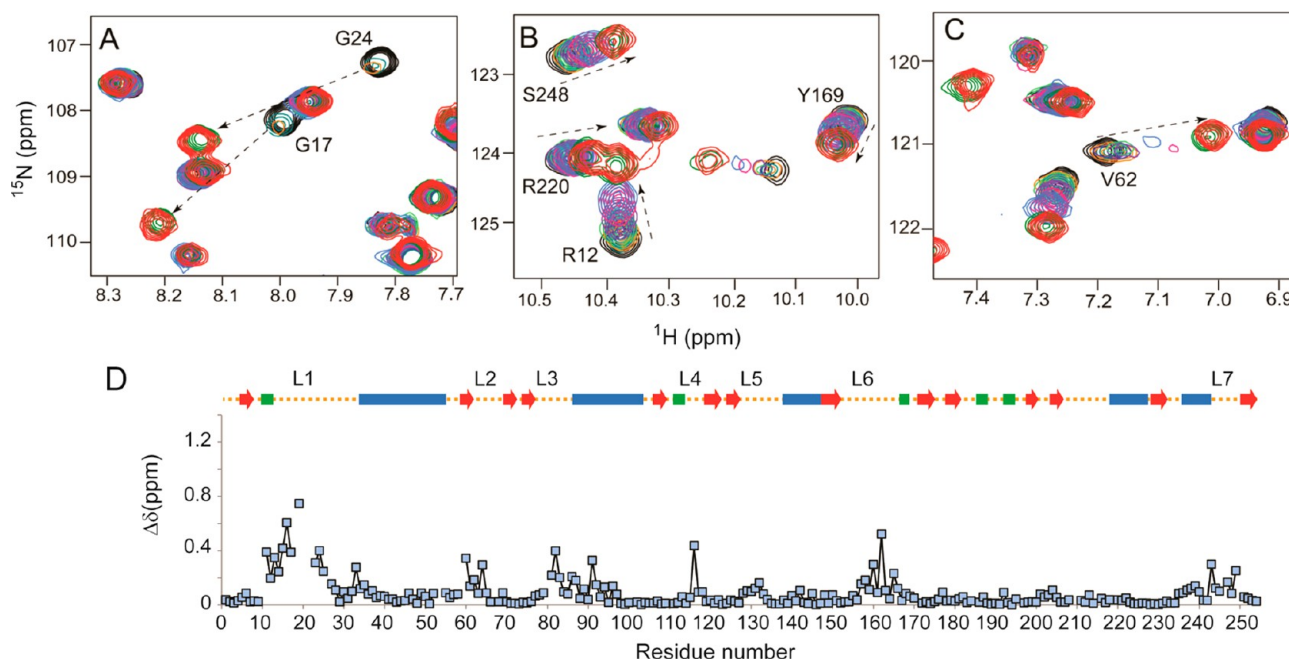 A
B
C
107
108
109
110
G24
G17
8.3 8.2 8.1 8.0 7.9 7.8 7.7
15N (ppm)
123
124
125
S248
Y169
R220
R12
10.5 10.4 10.3 10.2 10.1 10.0
120
121
122
V62
7.4 7.3 7.2 7.1 7.0 6.9
1H (ppm)
D
L1 L2 L3 L4 L5 L6 L7
1.2
0.8
0.4
0
Δδ(ppm)
0 10 20 30 40 50 60 70 80 90 100 110 120 130 140 150 160 170 180 190 200 210 220 230 240 250
Residue number